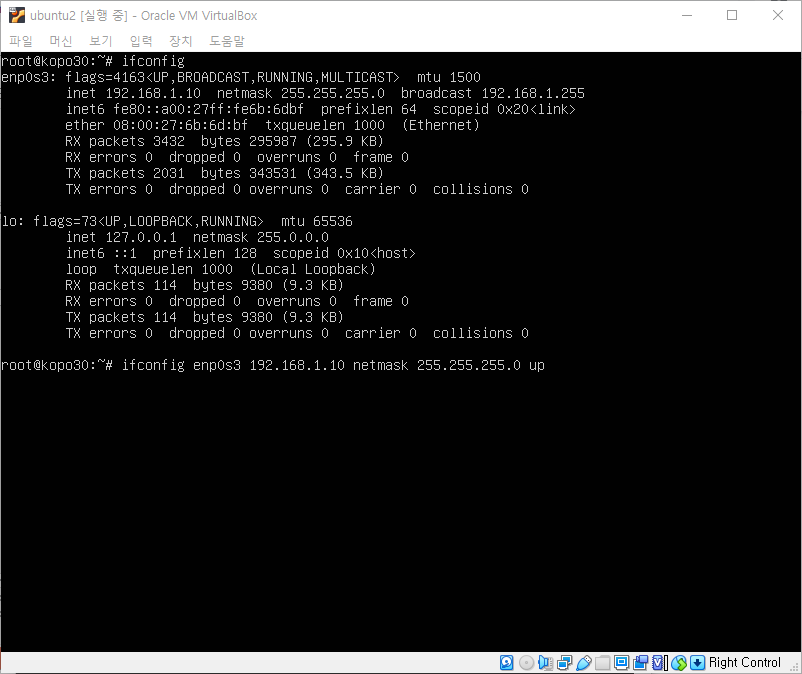 ubuntu2 [실행 중] - Oracle VM VirtualBox
파일 머신 보기 입력 장치 도움말
root@kopo30:~# ifconfig
enp0s3: flags=4163<UP,BROADCAST,RUNNING,MULTICAST>  mtu 1500
        inet 192.168.1.10  netmask 255.255.255.0  broadcast 192.168.1.255
        inet6 fe80::a00:27ff:fe6b:6dbf  prefixlen 64  scopeid 0x20<link>
        ether 08:00:27:6b:6d:bf  txqueuelen 1000  (Ethernet)
        RX packets 3432  bytes 295987 (295.9 KB)
        RX errors 0  dropped 0  overruns 0  frame 0
        TX packets 2031  bytes 343531 (343.5 KB)
        TX errors 0  dropped 0 overruns 0  carrier 0  collisions 0
lo: flags=73<UP,LOOPBACK,RUNNING>  mtu 65536
        inet 127.0.0.1  netmask 255.0.0.0
        inet6 ::1  prefixlen 128  scopeid 0x10<host>
        loop  txqueuelen 1000  (Local Loopback)
        RX packets 114  bytes 9380 (9.3 KB)
        RX errors 0  dropped 0  overruns 0  frame 0
        TX packets 114  bytes 9380 (9.3 KB)
        TX errors 0  dropped 0 overruns 0  carrier 0  collisions 0
root@kopo30:~# ifconfig enp0s3 192.168.1.10 netmask 255.255.255.0 up
Right Control